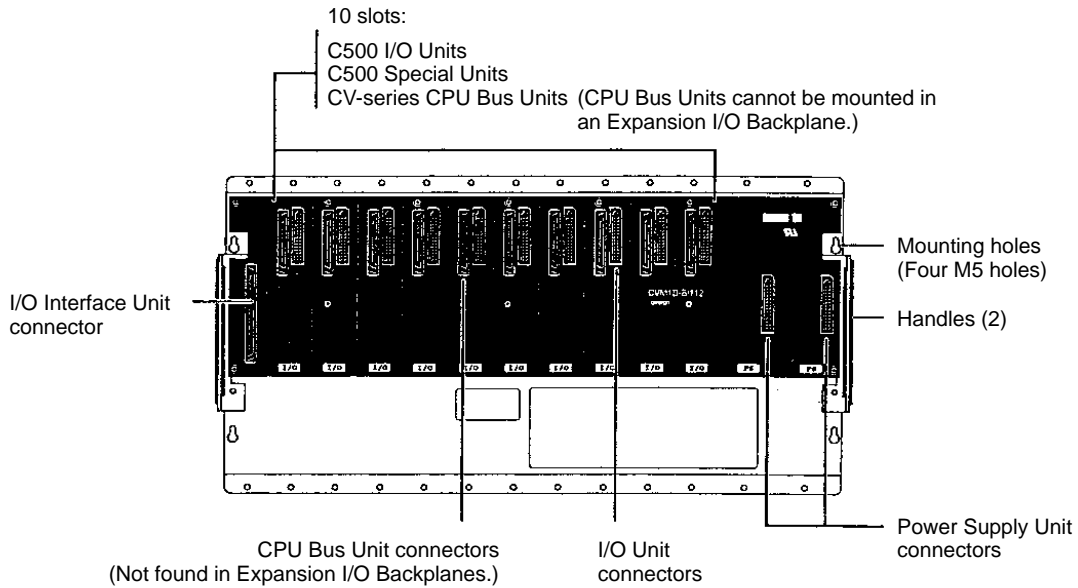 10 slots:
C500 I/O Units
C500 Special Units
CV-series CPU Bus Units (CPU Bus Units cannot be mounted in
an Expansion I/O Backplane.)
Mounting holes
(Four M5 holes)
I/O Interface Unit
connector
Handles (2)
I/O I/O I/O I/O I/O I/O I/O I/O I/O I/O PS PS
CPU Bus Unit connectors
(Not found in Expansion I/O Backplanes.)
I/O Unit
connectors
Power Supply Unit
connectors